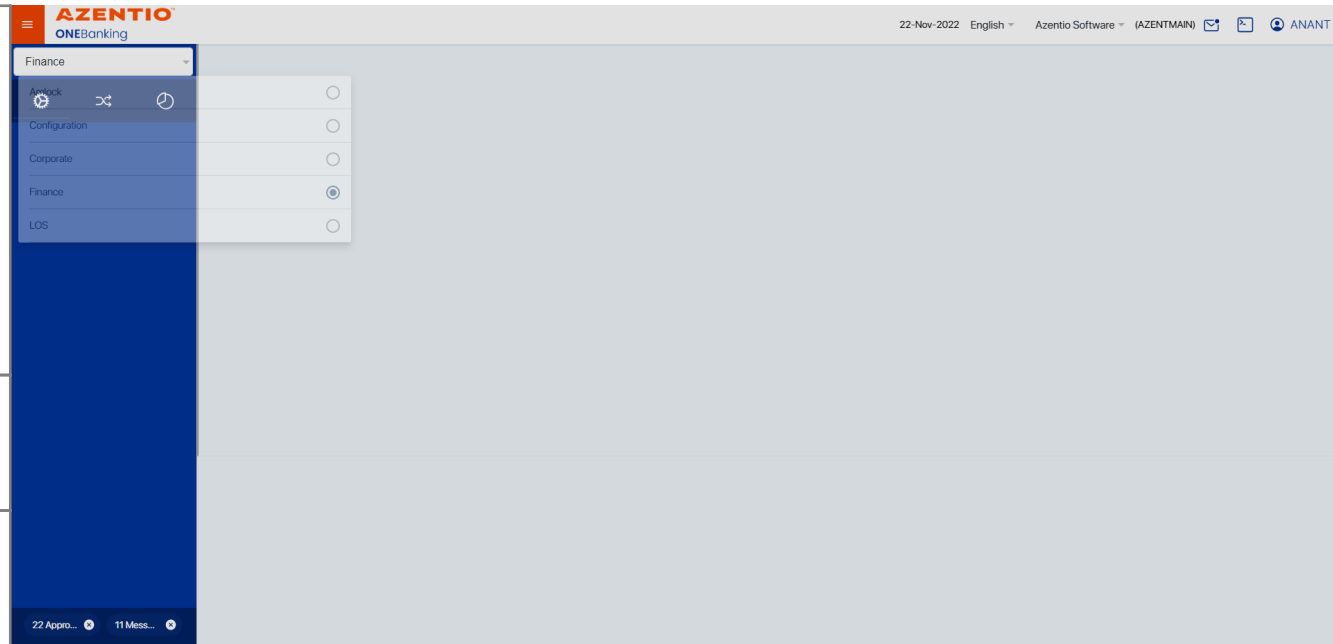 AZENTIO™
ONEBanking
22-Nov-2022 English Azentio Software (AZENTMAIN) ANANT
Finance
Amlock
Configuration
Corporate
Finance
LOS
22 Appro... 11 Mess...